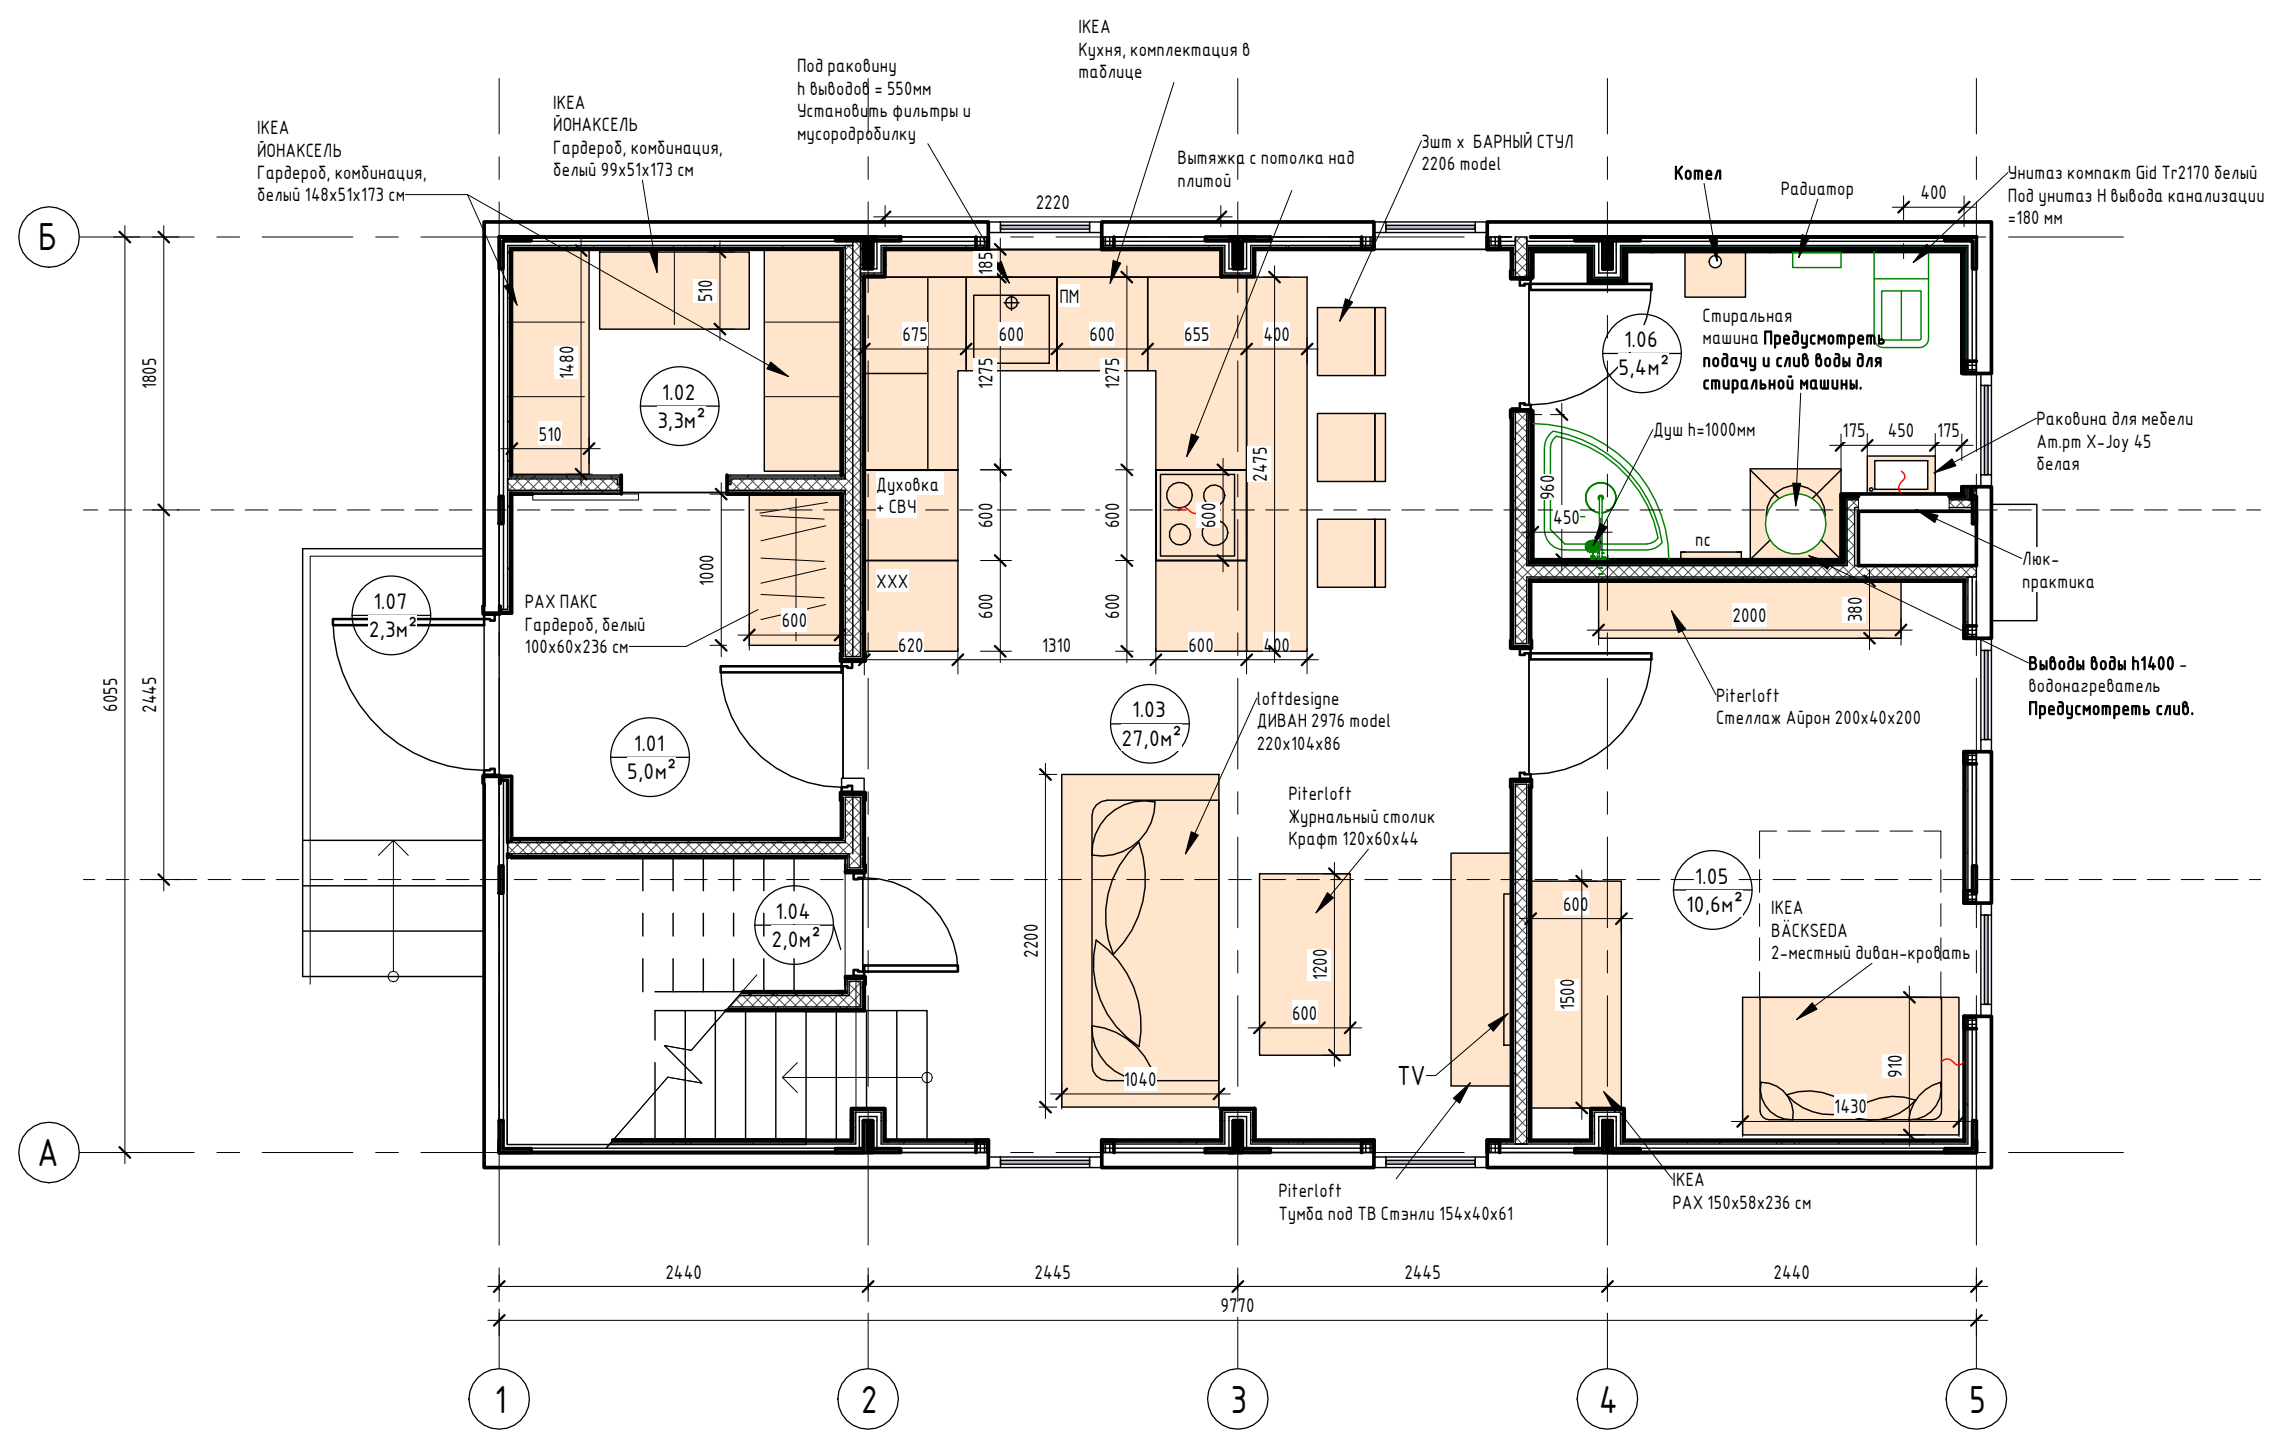 IKEA
Кухня, комплектация в
таблице
Под раковину
h выводов = 550мм
Установить фильтры и
мусородробилку
IKEA
ЙОНАКСЕЛЬ
Гардероб, комбинация,
белый 99x51x173 см
IKEA
ЙОНАКСЕЛЬ
Гардероб, комбинация,
белый 148x51x173 см
Вытяжка с потолка над
плитой
3шт x БАРНЫЙ СТУЛ
2206 model
Котел
Радиатор
400
Унитаз компакт Gid Tr2170 белый
Под унитаз Н вывода канализации
=180 мм
2220
Б
185
510
1480
510
1.02
3,3м²
ПМ
675
600
600
655
400
1275
1275
1805
Стиральная
машина Предусмотреть
подачу и слив воды для
стиральной машины.
1.06
5,4м²
Душ h=1000мм
175
450
175
Раковина для мебели
Am.pm X-Joy 45
белая
2475
960
450
Духовка
+ СВЧ
600
600
600
пс
Люк-
практика
XXX
600
600
620
1310
600
400
1000
600
PAX ПАКС
Гардероб, белый
100x60x236 см
1.07
2,3м²
2000
380
Выводы воды h1400 -
водонагреватель
Предусмотреть слив.
Piterloft
Стеллаж Айрон 200x40x200
6055
2445
1.01
5,0м²
1.03
27,0м²
loftdesigne
ДИВАН 2976 model
220x104x86
Piterloft
Журнальный столик
Крафт 120x60x44
1.04
2,0м²
2200
1040
1200
600
600
1500
1.05
10,6м²
IKEA
BÄCKSEDA
2-местный диван-кровать
910
1430
TV
А
Piterloft
Тумба под ТВ Стэнли 154x40x61
IKEA
PAX 150x58x236 см
2440
2445
2445
2440
9770
1
2
3
4
5